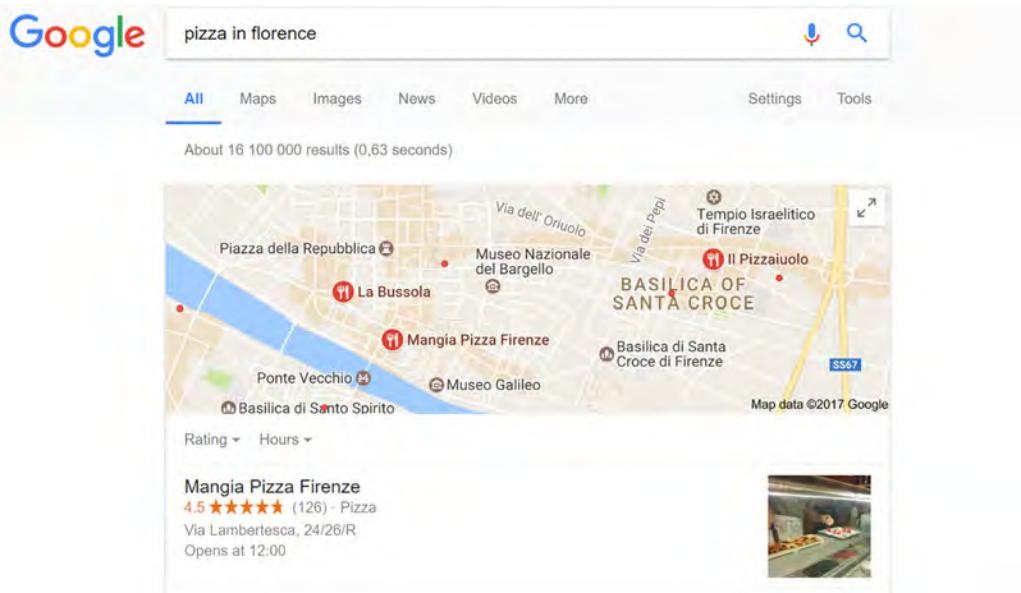 Google
pizza in florence
All Maps Images News Videos More Settings Tools
About 16 100 000 results (0,63 seconds)
Via dell' Oriuolo
Via dei Pepi
Tempio Israelitico
di Firenze
Piazza della Repubblica
Museo Nazionale
del Bargello
Il Pizzaiuolo
La Bussola
BASILICA OF
SANTA CROCE
Mangia Pizza Firenze
Basilica di Santa
Croce di Firenze
SS67
Ponte Vecchio
Museo Galileo
Basilica di Santo Spirito
Map data ©2017 Google
Rating Hours
Mangia Pizza Firenze
4.5 ★★★★★ (126) · Pizza
Via Lambertesca, 24/26/R
Opens at 12:00